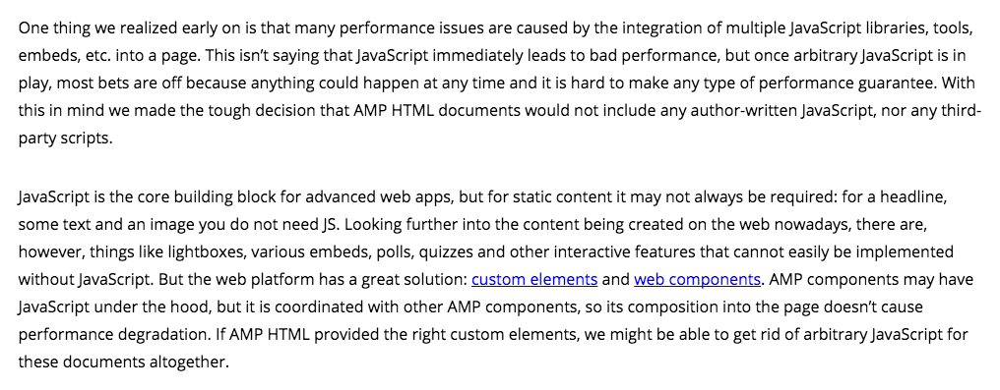 One thing we realized early on is that many performance issues are caused by the integration of multiple JavaScript libraries, tools,
embeds, etc. into a page. This isn’t saying that JavaScript immediately leads to bad performance, but once arbitrary JavaScript is in
play, most bets are off because anything could happen at any time and it is hard to make any type of performance guarantee. With
this in mind we made the tough decision that AMP HTML documents would not include any author-written JavaScript, nor any third-
party scripts.
JavaScript is the core building block for advanced web apps, but for static content it may not always be required: for a headline,
some text and an image you do not need JS. Looking further into the content being created on the web nowadays, there are,
however, things like lightboxes, various embeds, polls, quizzes and other interactive features that cannot easily be implemented
without JavaScript. But the web platform has a great solution: custom elements and web components. AMP components may have
JavaScript under the hood, but it is coordinated with other AMP components, so its composition into the page doesn’t cause
performance degradation. If AMP HTML provided the right custom elements, we might be able to get rid of arbitrary JavaScript for
these documents altogether.